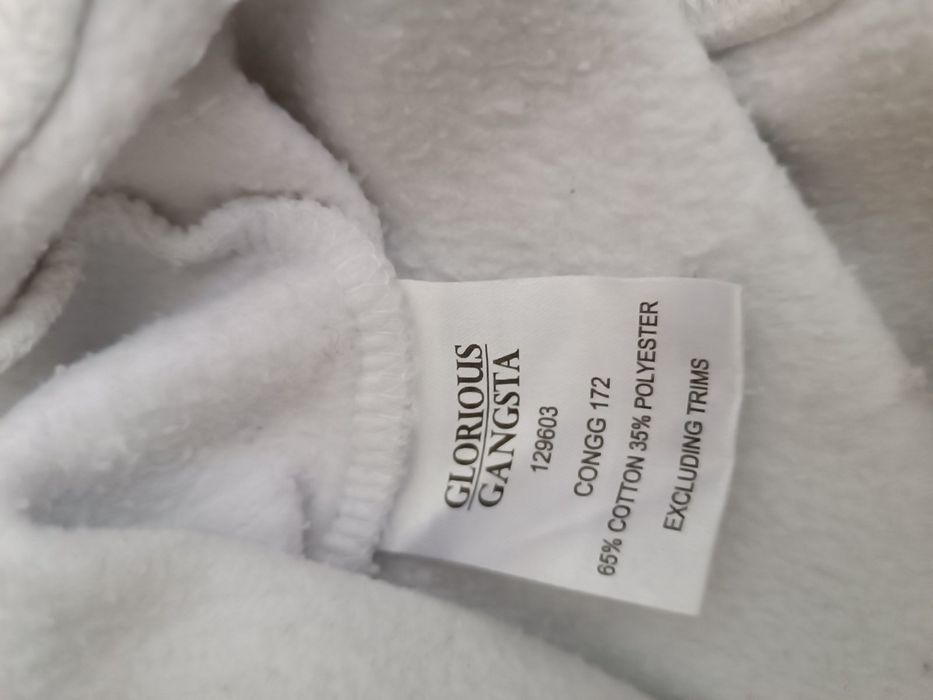 GLORIOUS
GANGSTA
129603
CONGG 172
65% COTTON 35% POLYESTER
EXCLUDING TRIMS